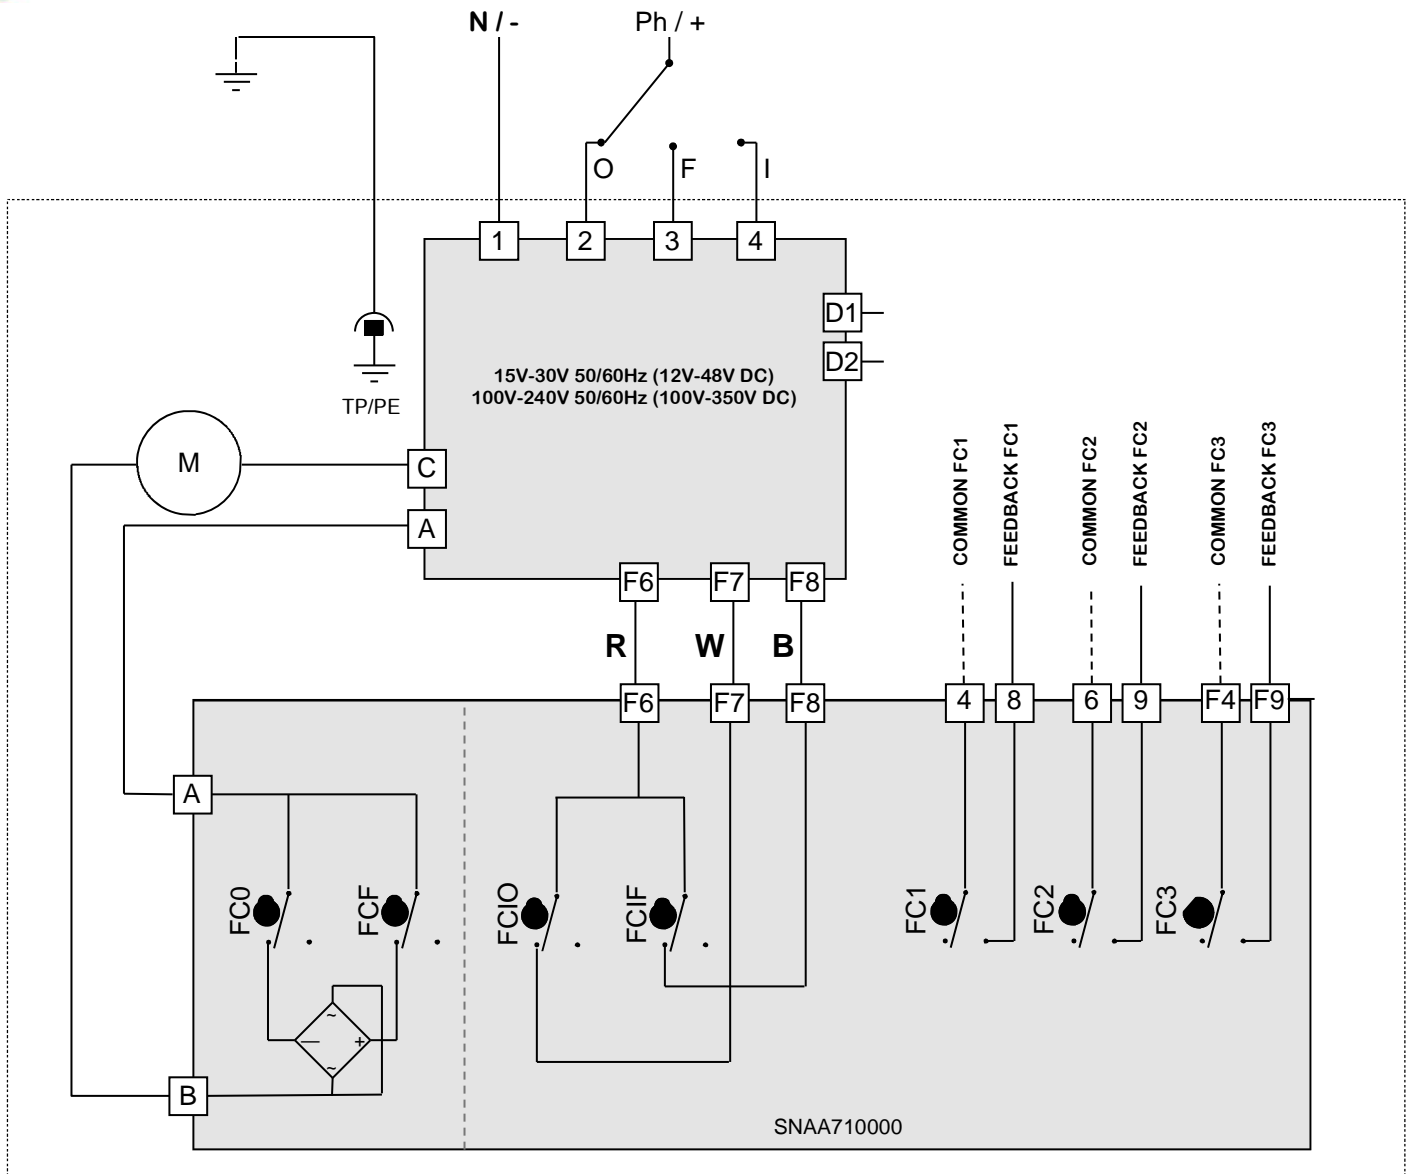 N / -
Ph / +
O
F
I
1
2
3
4
D1
D2
15V-30V 50/60Hz (12V-48V DC)
100V-240V 50/60Hz (100V-350V DC)
TP/PE
M
C
A
F6
F7
F8
R
W
B
COMMON FC1
FEEDBACK FC1
COMMON FC2
FEEDBACK FC2
COMMON FC3
FEEDBACK FC3
F6
F7
F8
4
8
6
9
F4
F9
A
FC0
FCF
FCIO
FCIF
FC1
FC2
FC3
~
—
+
~
B
SNAA710000